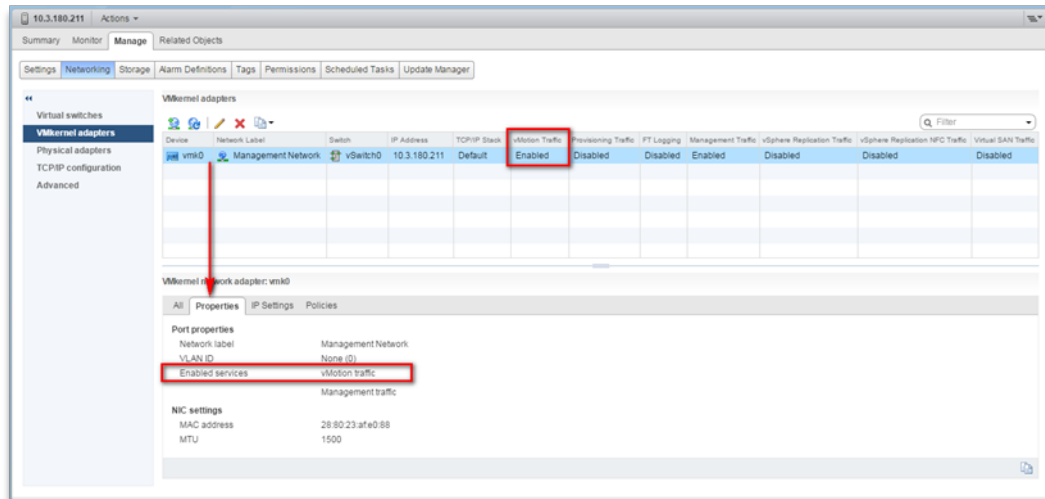 10.3.180.211 Actions
Summary Monitor Manage Related Objects
Settings Networking Storage Alarm Definitions Tags Permissions Scheduled Tasks Update Manager
Virtual switches
VMkernel adapters
Physical adapters
TCP/IP configuration
Advanced
VMkernel adapters
Filter
Device Network Label Switch IP Address TCP/IP Stack vMotion Traffic Provisioning Traffic FT Logging Management Traffic vSphere Replication Traffic vSphere Replication NFC Traffic Virtual SAN Traffic
vmk0 Management Network vSwitch0 10.3.180.211 Default Enabled Disabled Disabled Enabled Disabled Disabled Disabled
VMkernel network adapter: vmk0
All Properties IP Settings Policies
Port properties
Network label Management Network
VLAN ID None (0)
Enabled services vMotion traffic
Management traffic
NIC settings
MAC address 28:80:23:af:e0:88
MTU 1500